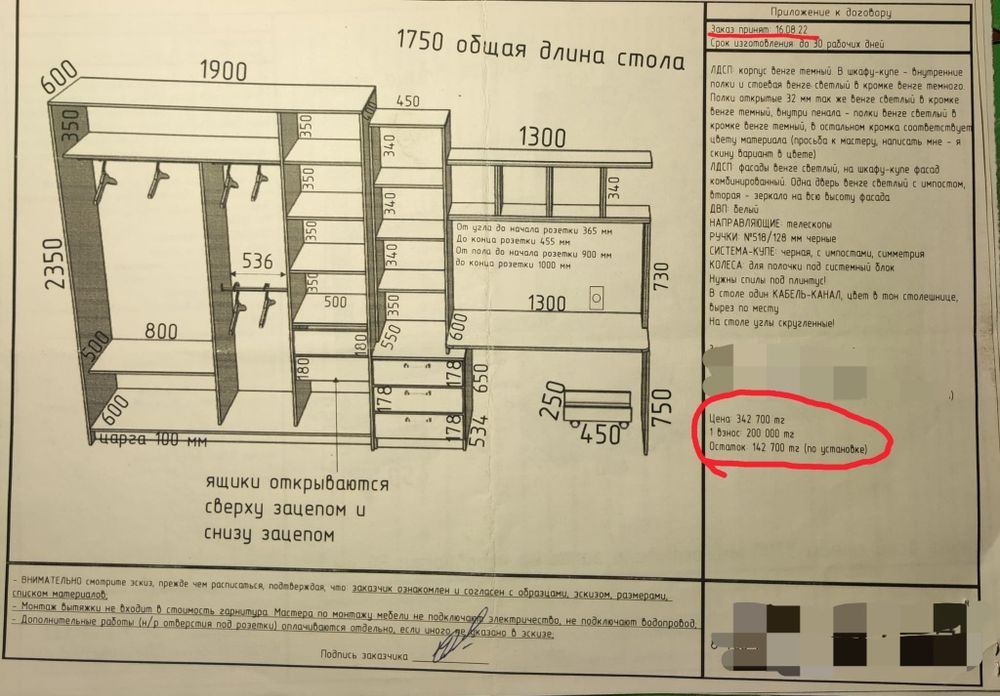 Приложение к договору
Заказ принят 16.08.22
Срок изготовления: до 30 рабочих дней
1750 общая длина стола
600
1900
350
350
350
350
2350
536
500
800
500
180
180
600
царга 100 мм
450
340
340
340
350
550
600
178
178
178
650
534
1300
340
От угла до начала розетки 365 мм
До конца розетки 455 мм
От пола до начала розетки 900 мм
до конца розетки 1000 мм
1300
730
250
450
750
ящики открываются
сверху зацепом и
снизу зацепом
ЛДСП: корпус венге темный. В шкафу-купе - внутренние
полки и стоевая венге светлый в кромке венге темного.
Полки открытые 32 мм так же венге светлый в кромке
венге темный, внутри пенала - полки венге светлый в
кромке венге темный, в остальном кромка соответствует
цвету материала (просьба к мастеру, написать мне - я
скину вариант в цвете)
ЛДСП: фасады венге светлый, на шкафу-купе фасад
комбинированный. Одна дверь венге светлый с импостом,
вторая - зеркало на всю высоту фасада
ДВП: белый
НАПРАВЛЯЮЩИЕ: телескопы
РУЧКИ: №518/128 мм черные
СИСТЕМА-КУПЕ: черная, с импостами, симметрия
КОЛЕСА: для полочки под системный блок
Нужны спилы под плинтус!
В столе один КАБЕЛЬ-КАНАЛ, цвет в тон столешнице,
вырез по месту
На столе углы скругленные!
Цена: 342 700 тг
1 взнос: 200 000 тг
Остаток: 142 700 тг (по установке)
- ВНИМАТЕЛЬНО смотрите эскиз, прежде чем расписаться, подтверждая, что заказчик ознакомлен и согласен с образцами, эскизом, размерами,
списком материалов;
- Монтаж вытяжки не входит в стоимость гарнитура. Мастера по монтажу мебели не подключают электричество, не подключают водопровод;
- Дополнительные работы (н/р отверстия под розетки) оплачиваются отдельно, если иного не указано в эскизе;
Подпись заказчика